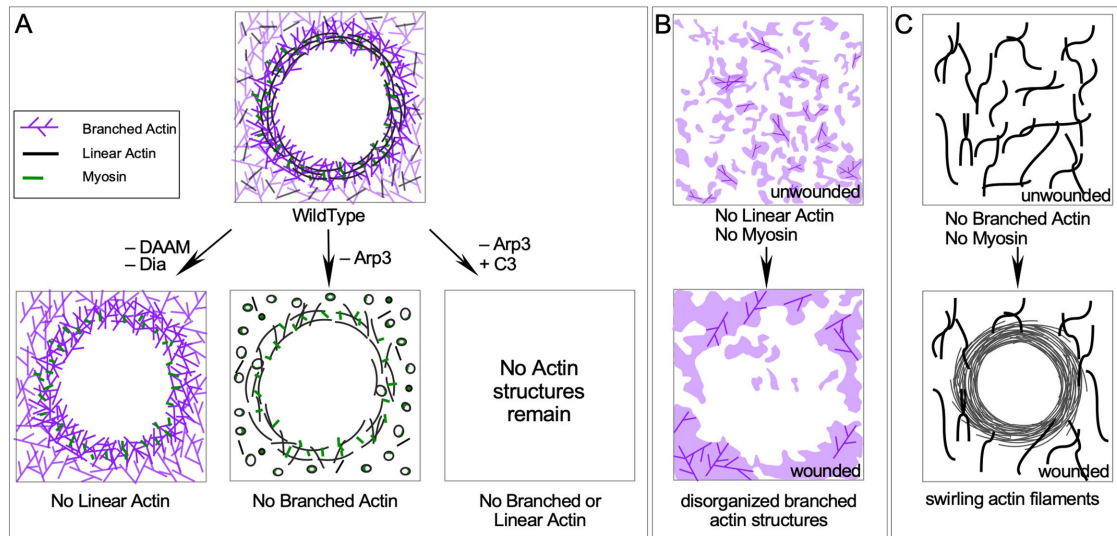 A
Branched Actin
Linear Actin
Myosin
WildType
– DAAM
– Dia
– Arp3
– Arp3
+ C3
No Actin
structures
remain
No Linear Actin
No Branched Actin
No Branched or
Linear Actin
B
unwounded
No Linear Actin
No Myosin
wounded
disorganized branched
actin structures
C
unwounded
No Branched Actin
No Myosin
wounded
swirling actin filaments